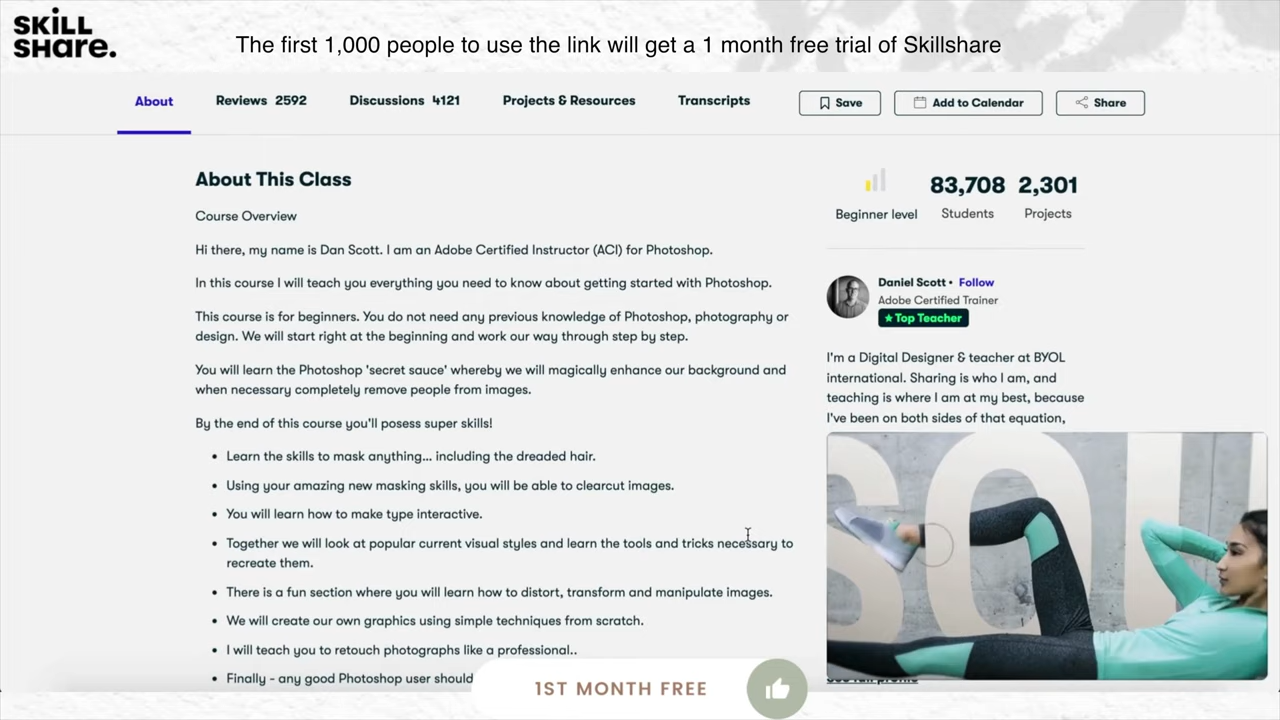 SKILL
SHARE.
The first 1,000 people to use the link will get a 1 month free trial of Skillshare
About
Reviews 2592
Discussions 4121
Projects & Resources
Transcripts
Save
Add to Calendar
Share
About This Class
Course Overview
Hi there, my name is Dan Scott. I am an Adobe Certified Instructor (ACI) for Photoshop.
In this course I will teach you everything you need to know about getting started with Photoshop.
This course is for beginners. You do not need any previous knowledge of Photoshop, photography or
design. We will start right at the beginning and work our way through step by step.
You will learn the Photoshop 'secret sauce' whereby we will magically enhance our background and
when necessary completely remove people from images.
By the end of this course you'll posess super skills!
• Learn the skills to mask anything... including the dreaded hair.
• Using your amazing new masking skills, you will be able to clearcut images.
• You will learn how to make type interactive.
• Together we will look at popular current visual styles and learn the tools and tricks necessary to
recreate them.
• There is a fun section where you will learn how to distort, transform and manipulate images.
• We will create our own graphics using simple techniques from scratch.
• I will teach you to retouch photographs like a professional..
• Finally - any good Photoshop user should
83,708 2,301
Beginner level Students Projects
Daniel Scott • Follow
Adobe Certified Trainer
★ Top Teacher
I'm a Digital Designer & teacher at BYOL
international. Sharing is who I am, and
teaching is where I am at my best, because
I've been on both sides of that equation,
SOU
1ST MONTH FREE